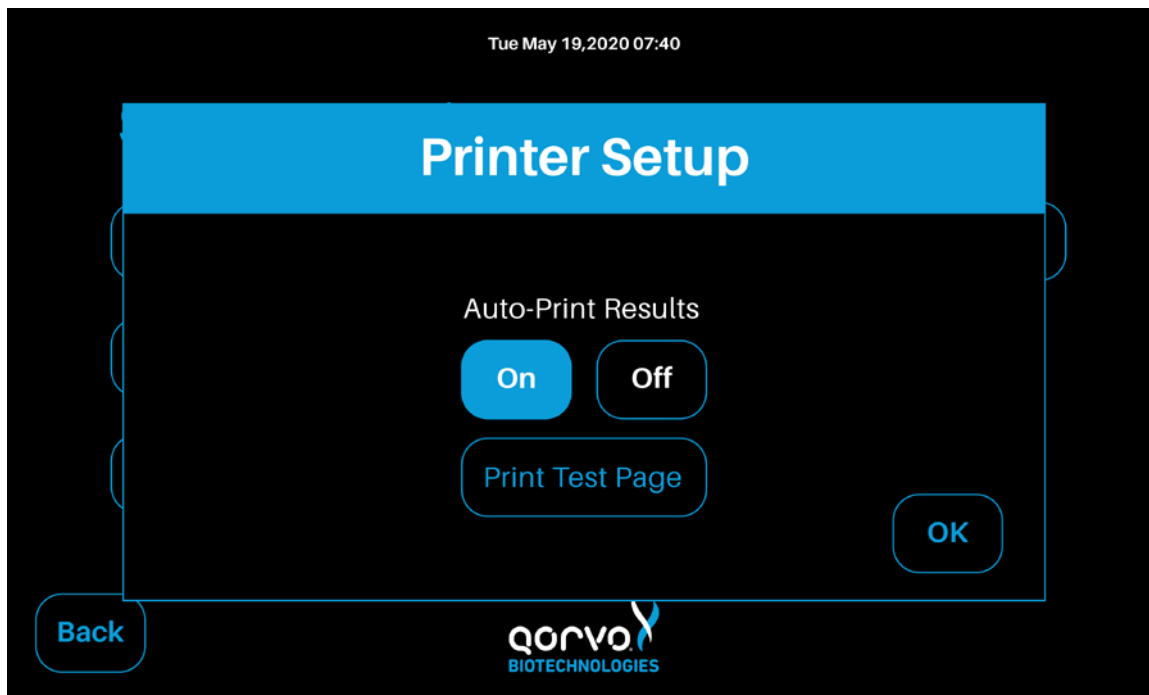 Tue May 19,2020 07:40
Printer Setup
Auto-Print Results
On Off
Print Test Page
OK
Back
QORVO
BIOTECHNOLOGIES